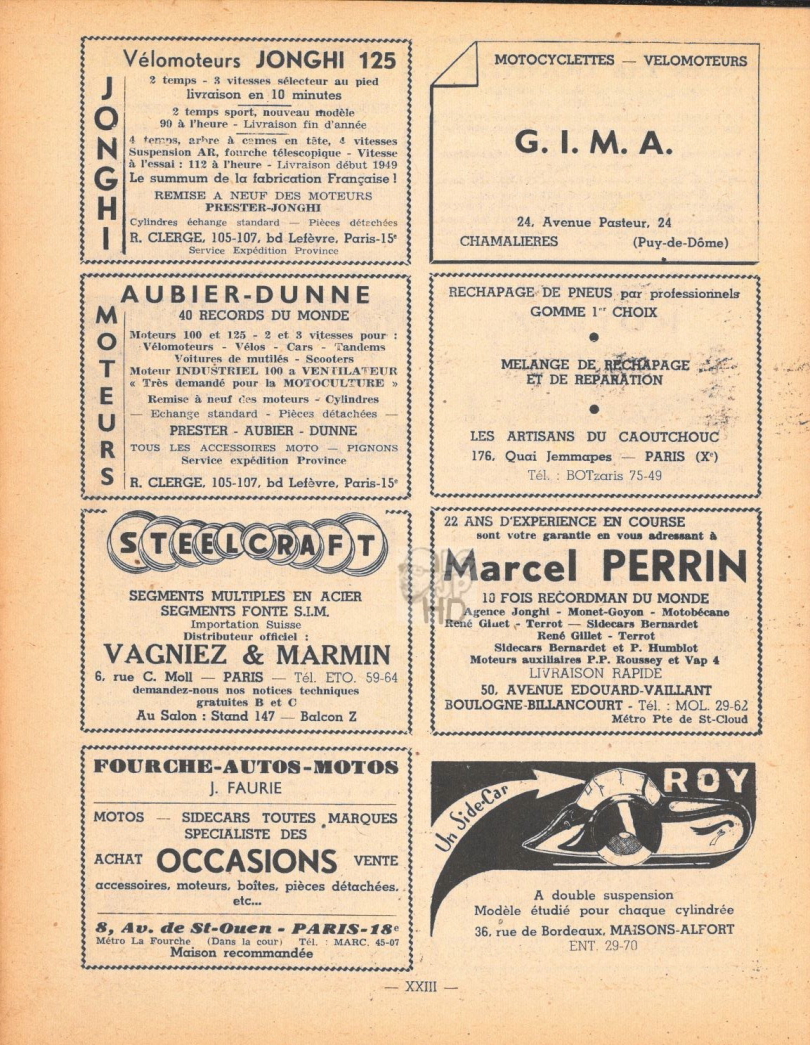 Vélomoteurs JONGHI 125
JONGHI
2 temps - 3 vitesses sélecteur au pied
livraison en 10 minutes
2 temps sport, nouveau modèle
90 à l'heure - Livraison fin d'année
4 temps, arbre à cames en tête, 4 vitesses
Suspension AR, fourche télescopique - Vitesse
à l'essai : 112 à l'heure - Livraison début 1949
Le summum de la fabrication Française !
REMISE A NEUF DES MOTEURS
PRESTER-JONGHI
Cylindres échange standard — Pièces détachées
R. CLERGE, 105-107, bd Lefèvre, Paris-15e
Service Expédition Province
MOTOCYCLETTES — VELOMOTEURS
G. I. M. A.
24, Avenue Pasteur, 24
CHAMALIERES (Puy-de-Dôme)
AUBIER-DUNNE
MOTEURS
40 RECORDS DU MONDE
Moteurs 100 et 125 - 2 et 3 vitesses pour :
Vélomoteurs - Vélos - Cars - Tandems
Voitures de mutilés - Scooters
Moteur INDUSTRIEL 100 a VENTILATEUR
« Très demandé pour la MOTOCULTURE »
Remise à neuf des moteurs - Cylindres
— Echange standard - Pièces détachées —
PRESTER - AUBIER - DUNNE
TOUS LES ACCESSOIRES MOTO — PIGNONS
Service expédition Province
R. CLERGE, 105-107, bd Lefèvre, Paris-15e
RECHAPAGE DE PNEUS par professionnels
GOMME 1er CHOIX
MELANGE DE RECHAPAGE
ET DE REPARATION
LES ARTISANS DU CAOUTCHOUC
176, Quai Jemmapes — PARIS (Xe)
Tél. : BOTzaris 75-49
STEELCRAFT
SEGMENTS MULTIPLES EN ACIER
SEGMENTS FONTE S.I.M.
Importation Suisse
Distributeur officiel :
VAGNIEZ & MARMIN
6, rue C. Moll — PARIS — Tél. ETO. 59-64
demandez-nous nos notices techniques
gratuites B et C
Au Salon : Stand 147 — Balcon Z
22 ANS D'EXPERIENCE EN COURSE
sont votre garantie en vous adressant à
Marcel PERRIN
10 FOIS RECORDMAN DU MONDE
Agence Jonghi - Monet-Goyon - Motobécane
René Gluet - Terrot — Sidecars Bernardet
René Gillet - Terrot
Sidecars Bernardet et P. Humblot
Moteurs auxiliaires P.P. Roussey et Vap 4
LIVRAISON RAPIDE
50, AVENUE EDOUARD-VAILLANT
BOULOGNE-BILLANCOURT - Tél. : MOL. 29-62
Métro Pte de St-Cloud
FOURCHE-AUTOS-MOTOS
J. FAURIE
MOTOS — SIDECARS TOUTES MARQUES
SPECIALISTE DES
ACHAT OCCASIONS VENTE
accessoires, moteurs, boîtes, pièces détachées,
etc...
8, Av. de St-Ouen - PARIS-18e
Métro La Fourche (Dans la cour) Tél. : MARC. 45-07
Maison recommandée
Un Side-Car
ROY
A double suspension
Modèle étudié pour chaque cylindrée
36, rue de Bordeaux, MAISONS-ALFORT
ENT. 29-70
— XXIII —